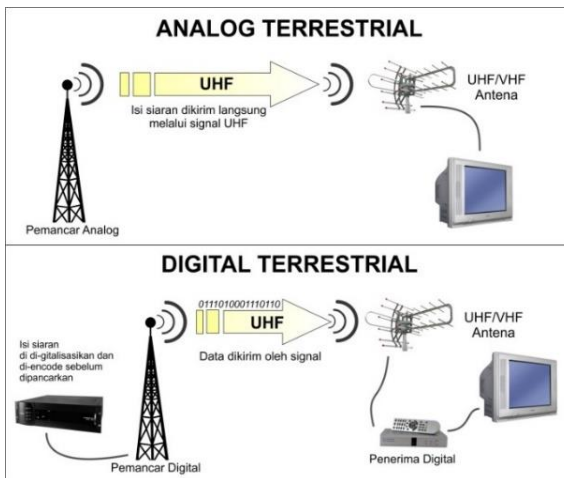 ANALOG TERRESTRIAL
UHF
Isi siaran dikirim langsung
melalui signal UHF
UHF/VHF
Antena
Pemancar Analog
DIGITAL TERRESTRIAL
0111010001110110
UHF
Data dikirim oleh signal
UHF/VHF
Antena
Isi siaran
di di-gitalisasikan dan
di-encode sebelum
dipancarkan
Pemancar Digital
Penerima Digital